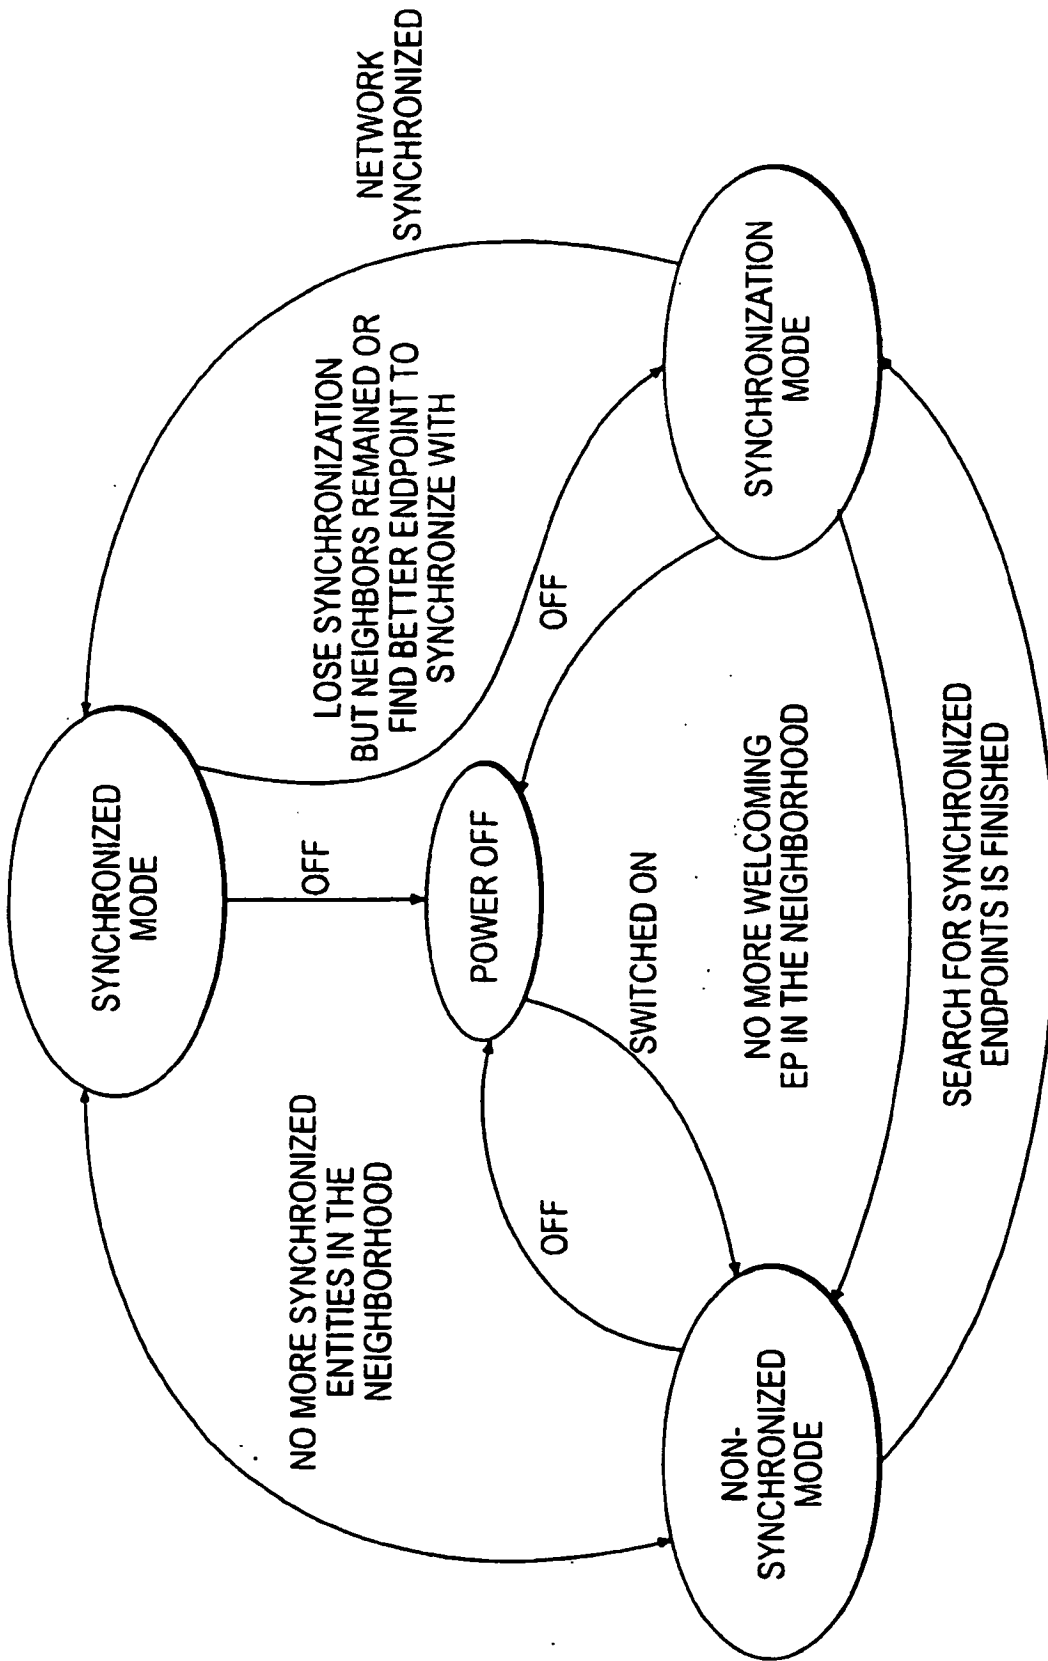 SYNCHRONIZED
MODE
NETWORK
SYNCHRONIZED
NO MORE SYNCHRONIZED
ENTITIES IN THE
NEIGHBORHOOD
OFF
LOSE SYNCHRONIZATION
BUT NEIGHBORS REMAINED OR
FIND BETTER ENDPOINT TO
SYNCHRONIZE WITH
POWER OFF
OFF
OFF
SWITCHED ON
NON-
SYNCHRONIZED
MODE
NO MORE WELCOMING
EP IN THE NEIGHBORHOOD
SYNCHRONIZATION
MODE
SEARCH FOR SYNCHRONIZED
ENDPOINTS IS FINISHED